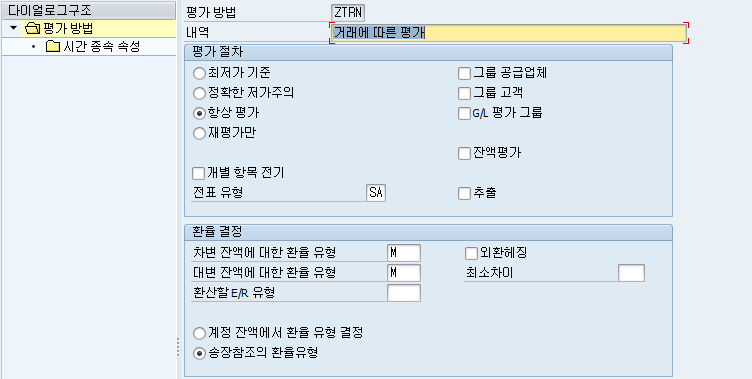 다이얼로그구조
평가 방법
시간 종속 속성
평가 방법 ZTRN
내역 거래에 따른 평가
평가 절차
최저가 기준 그룹 공급업체
정확한 저가주의 그룹 고객
항상 평가 G/L 평가 그룹
재평가만
잔액평가
개별 항목 전기
전표 유형 SA 추출
환율 결정
차변 잔액에 대한 환율 유형 M 외환헤징
대변 잔액에 대한 환율 유형 M 최소차이
환산할 E/R 유형
계정 잔액에서 환율 유형 결정
송장참조의 환율유형